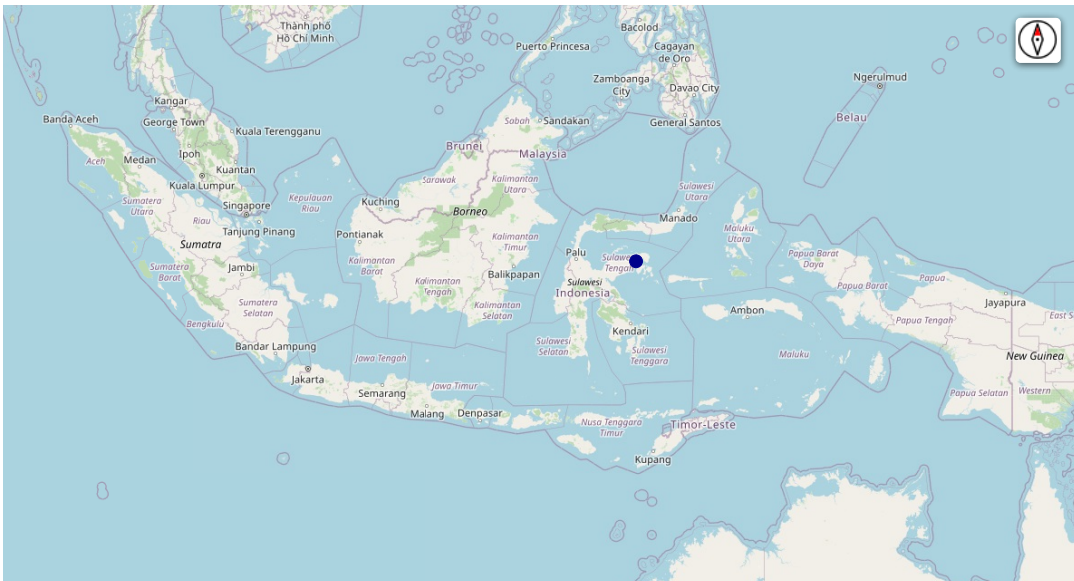 Thành phố
Hồ Chí Minh
Bacolod
Puerto Princesa
Cagayan
de Oro
Zamboanga
City
Davao City
Ngerulmud
Kangar
Banda Aceh
George Town
Kuala Terengganu
General Santos
Belau
Sabah
Sandakan
Brunei
Malaysia
Aceh
Medan
Ipoh
Kuantan
Kuala Lumpur
Sarawak
Kalimantan
Utara
Sulawesi
Utara
Sumatera
Utara
Singapore
Kepulauan
Riau
Kuching
Borneo
Manado
Riau
Tanjung Pinang
Pontianak
Maluku
Utara
Sumatra
Kalimantan
Timur
Palu
Sulawesi
Tengah
Papua Barat
Daya
Sumatera
Barat
Jambi
Kalimantan
Barat
Balikpapan
Papua
Papua Barat
Kalimantan
Tengah
Sulawesi
Indonesia
Sumatera
Selatan
Kalimantan
Selatan
Jayapura
Ambon
Papua Tengah
East S
Bengkulu
Kendari
Bandar Lampung
Sulawesi
Selatan
Sulawesi
Tenggara
Maluku
Jawa Tengah
New Guinea
Jakarta
Semarang
Jawa Timur
Papua Selatan
Western
Malang
Denpasar
Nusa Tenggara
Timur
Timor-Leste
Kupang